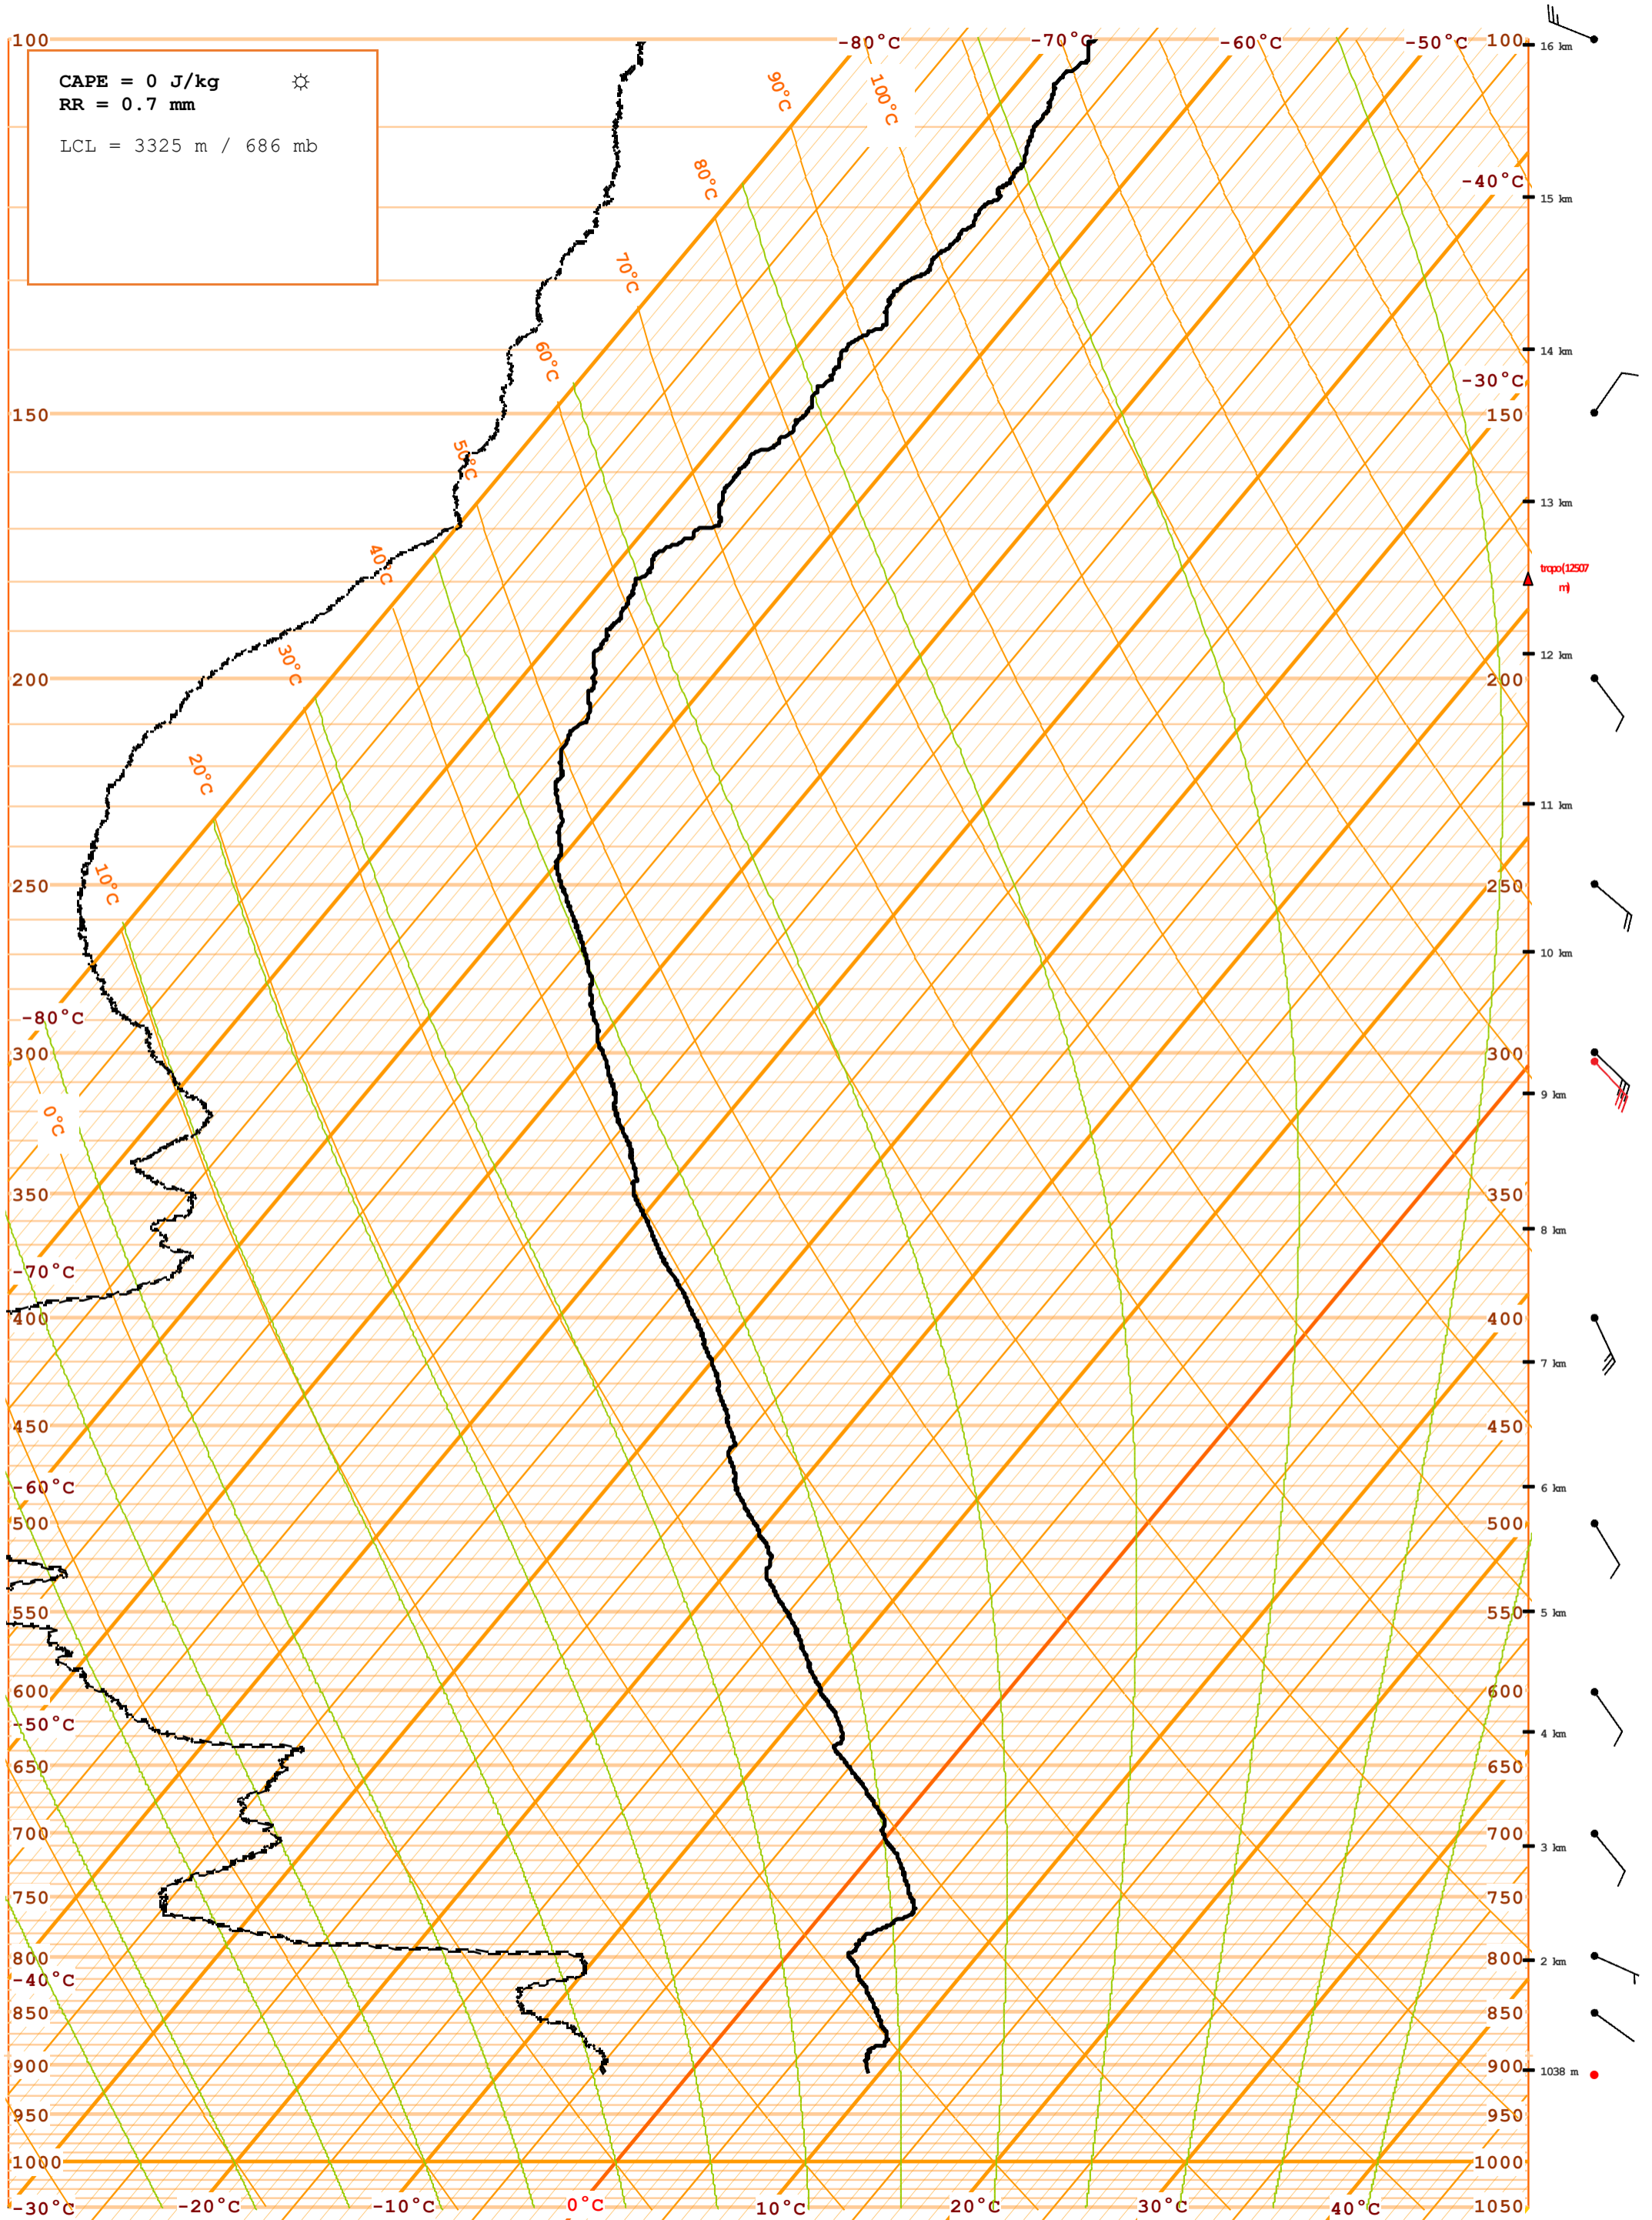 100 -80°C -70°C -60°C -50°C 100 16 km
CAPE = 0 J/kg
RR = 0.7 mm
LCL = 3325 m / 686 mb
90°C 100°C
80°C -40°C
15 km
70°C
60°C 14 km
-30°C
150 150
50°C
13 km
40°C tropo(12507
m)
30°C 12 km
200 200
20°C
11 km
10°C 250 250
10 km
-80°C
300 300
9 km
0°C
350 350
8 km
-70°C
400 400
7 km
450 450
-60°C 6 km
500 500
550 550 5 km
600 600
-50°C 4 km
650 650
700 700
3 km
750 750
800 800 2 km
-40°C
850 850
900 900
1038 m
950 950
1000 1000
-30°C -20°C -10°C 0°C 10°C 20°C 30°C 40°C 1050